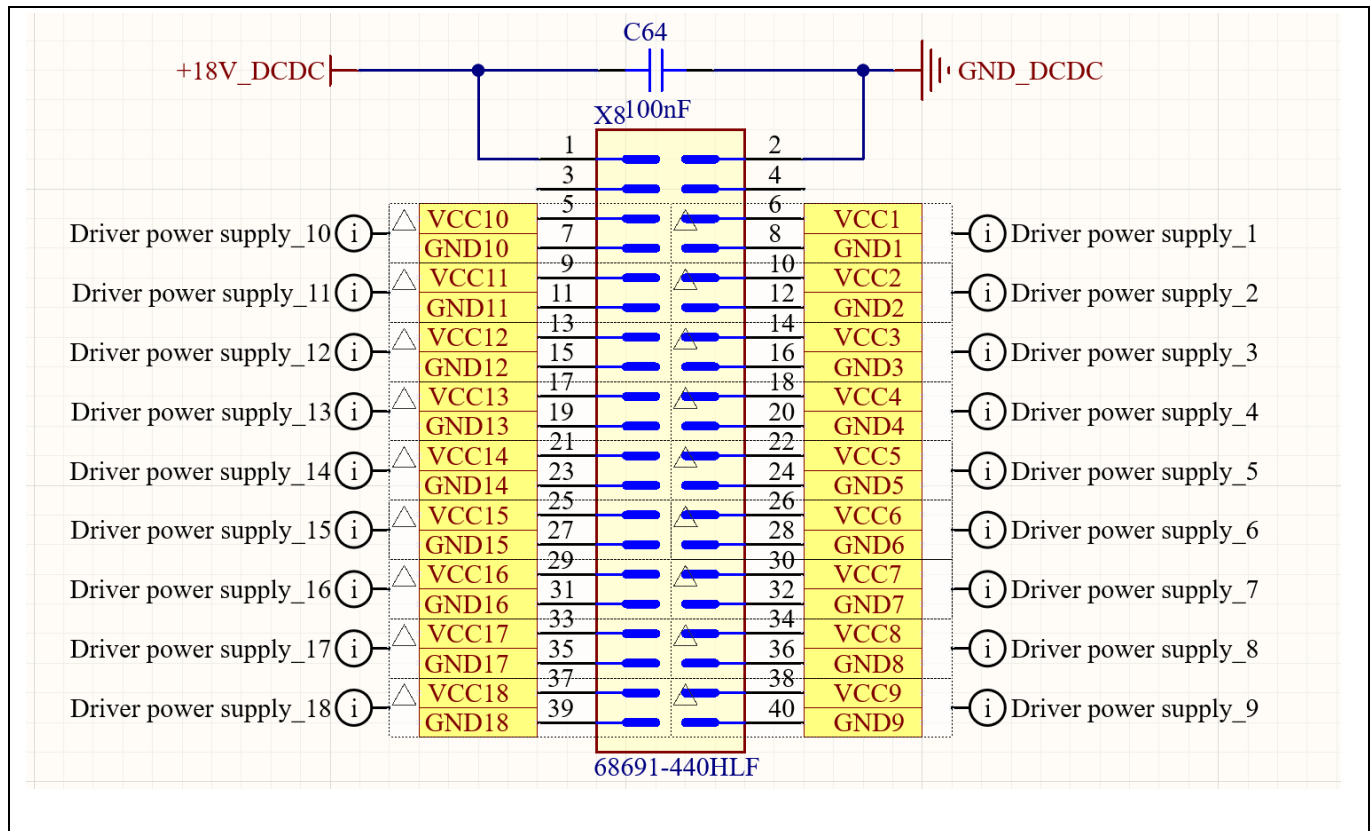 C64
+18V_DCDC GND_DCDC
X8 100nF
1 2
3 4
5 6
VCC10 VCC1
Driver power supply_10 i i Driver power supply_1
7 8
GND10 GND1
9 10
VCC11 VCC2
Driver power supply_11 i i Driver power supply_2
11 12
GND11 GND2
13 14
VCC12 VCC3
Driver power supply_12 i i Driver power supply_3
15 16
GND12 GND3
17 18
VCC13 VCC4
Driver power supply_13 i i Driver power supply_4
19 20
GND13 GND4
21 22
VCC14 VCC5
Driver power supply_14 i i Driver power supply_5
23 24
GND14 GND5
25 26
VCC15 VCC6
Driver power supply_15 i i Driver power supply_6
27 28
GND15 GND6
29 30
VCC16 VCC7
Driver power supply_16 i i Driver power supply_7
31 32
GND16 GND7
33 34
VCC17 VCC8
Driver power supply_17 i i Driver power supply_8
35 36
GND17 GND8
37 38
VCC18 VCC9
Driver power supply_18 i i Driver power supply_9
39 40
GND18 GND9
68691-440HLF